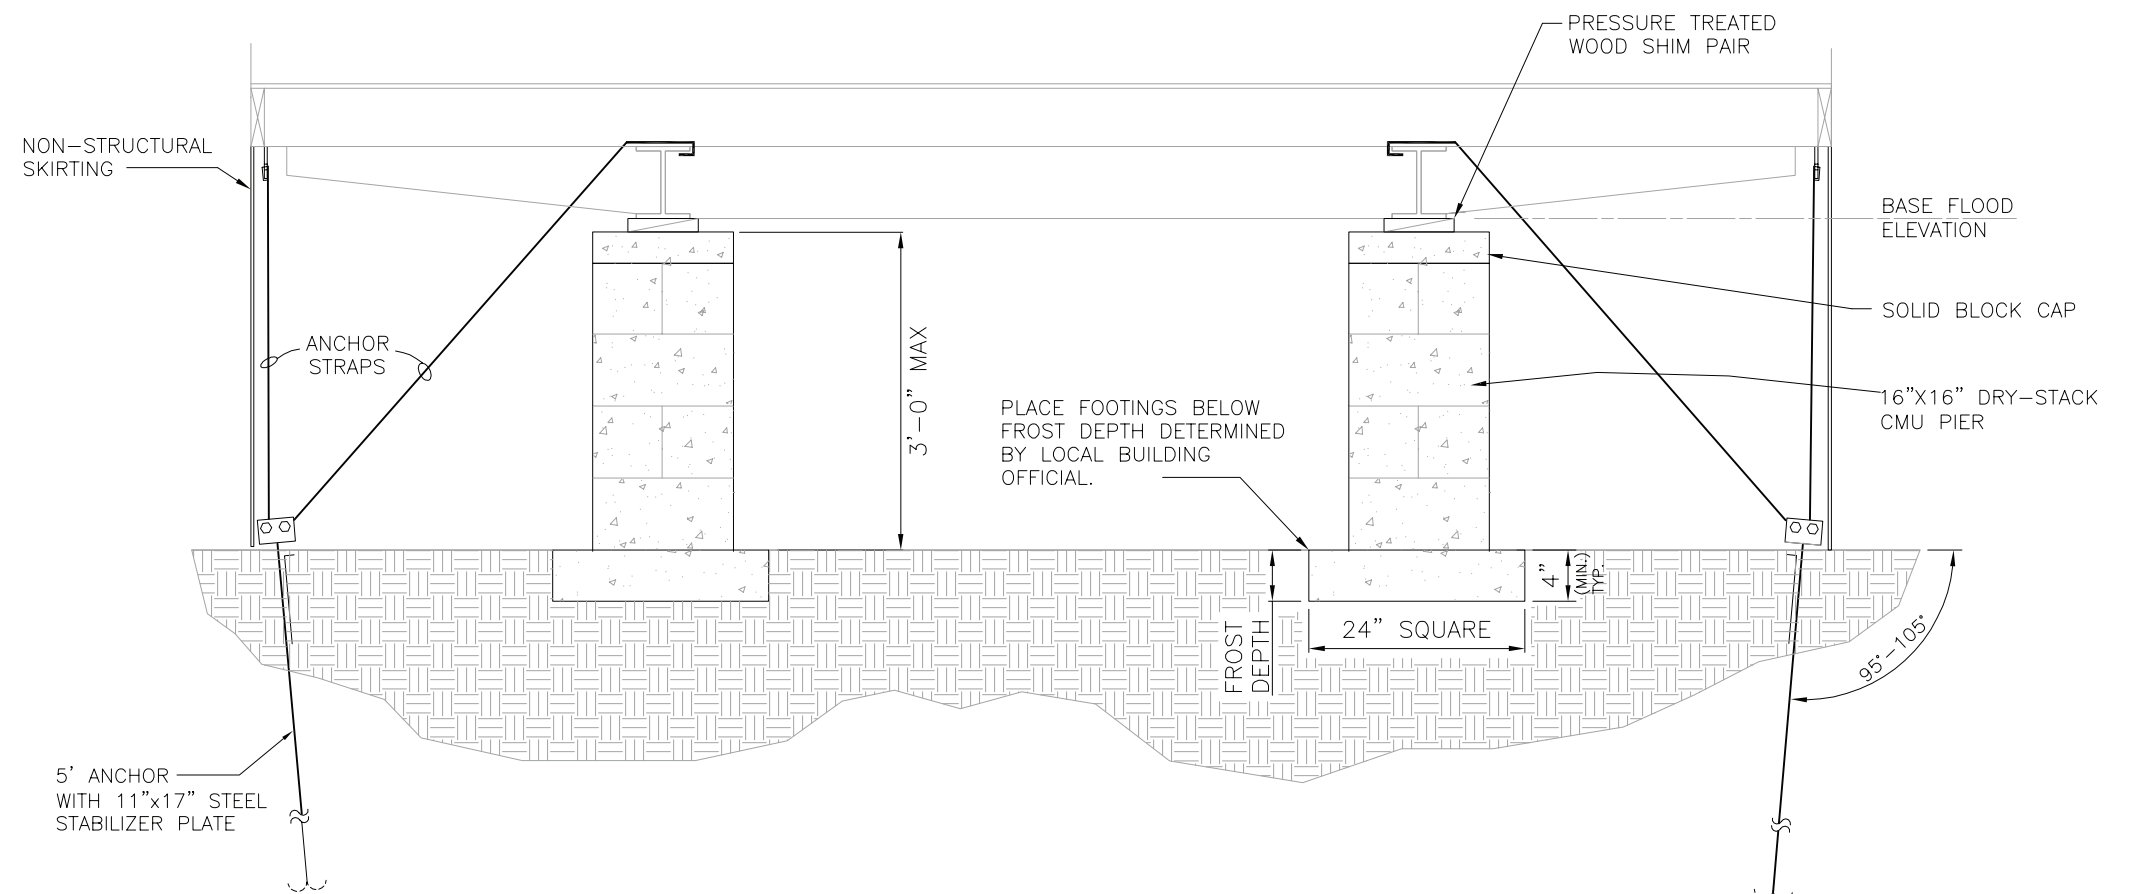 PRESSURE TREATED
WOOD SHIM PAIR
NON-STRUCTURAL
SKIRTING
BASE FLOOD
ELEVATION
SOLID BLOCK CAP
ANCHOR
STRAPS
3'-0" MAX
16"X16" DRY-STACK
CMU PIER
PLACE FOOTINGS BELOW
FROST DEPTH DETERMINED
BY LOCAL BUILDING
OFFICIAL.
4"
(MIN.)
TYP.
24" SQUARE
FROST
DEPTH
95°-105°
5' ANCHOR
WITH 11"x17" STEEL
STABILIZER PLATE